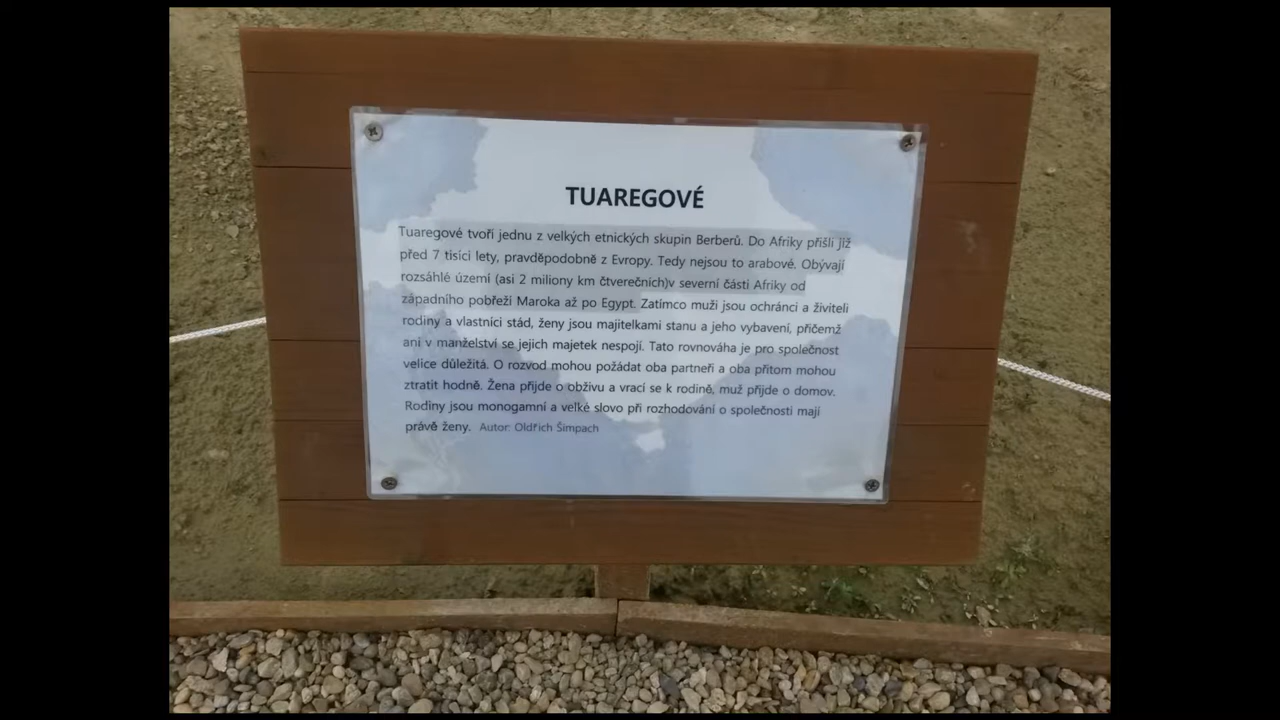 TUAREGOVÉ
Tuaregové tvoří jednu z velkých etnických skupin Berberů. Do Afriky přišli již
před 7 tisíci lety, pravděpodobně z Evropy. Tedy nejsou to arabové. Obývají
rozsáhlé území (asi 2 miliony km čtverečních)v severní části Afriky od
západního pobřeží Maroka až po Egypt. Zatímco muži jsou ochránci a živiteli
rodiny a vlastníci stád, ženy jsou majitelkami stanu a jeho vybavení, přičemž
ani v manželství se jejich majetek nespojí. Tato rovnováha je pro společnost
velice důležitá. O rozvod mohou požádat oba partneři a oba přitom mohou
ztratit hodně. Žena přijde o obživu a vrací se k rodině, muž přijde o domov.
Rodiny jsou monogamní a velké slovo při rozhodování o společnosti mají
právě ženy. Autor: Oldřich Šimpach